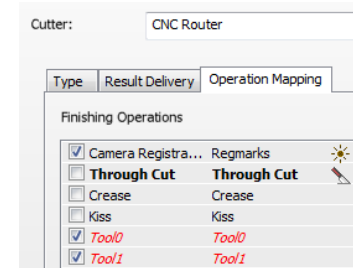 Cutter: CNC Router
Type Result Delivery Operation Mapping
Finishing Operations
Camera Registra... Regmarks
Through Cut Through Cut
Crease Crease
Kiss Kiss
Tool0 Tool0
Tool1 Tool1